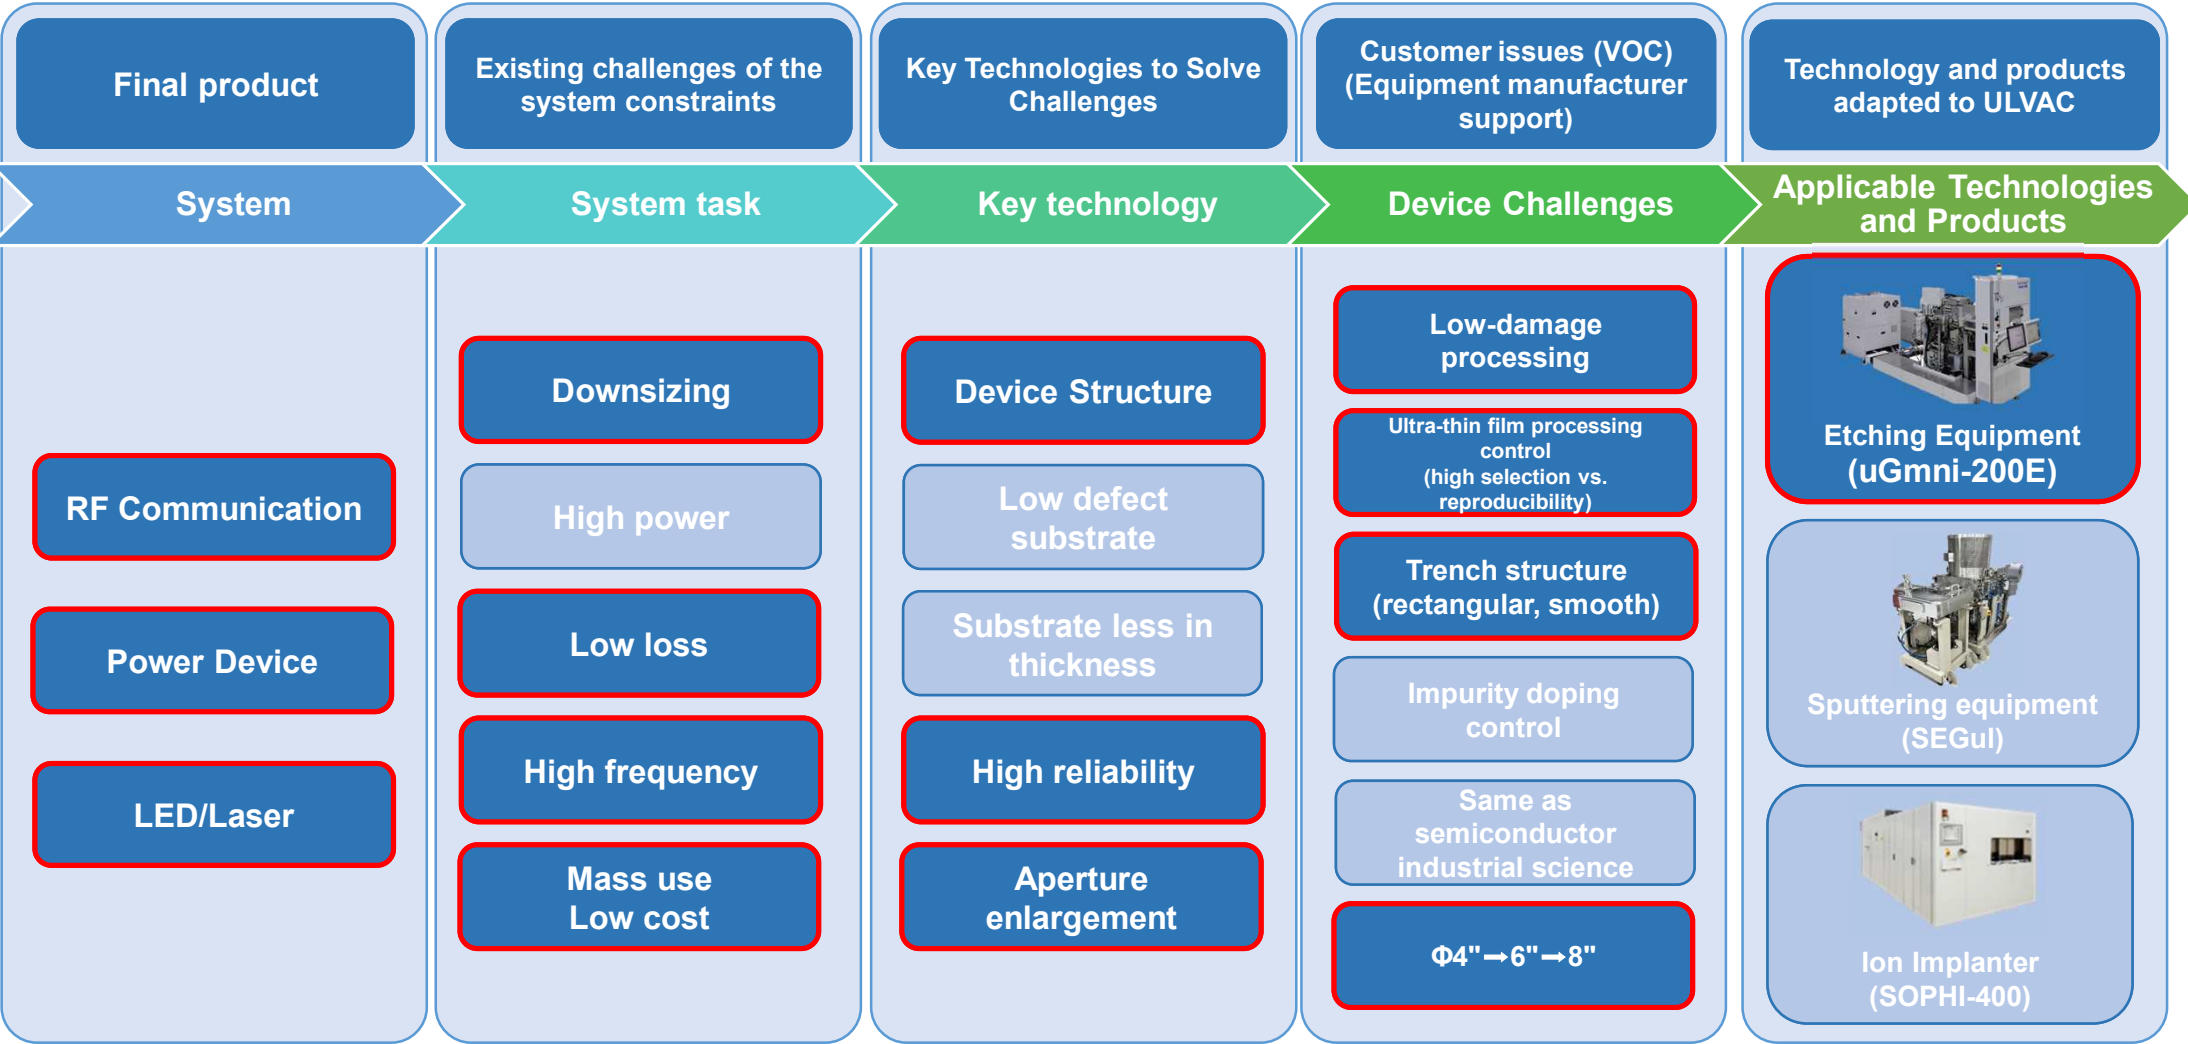 Final product
Existing challenges of the
system constraints
Key Technologies to Solve
Challenges
Customer issues (VOC)
(Equipment manufacturer
support)
Technology and products
adapted to ULVAC
System
System task
Key technology
Device Challenges
Applicable Technologies
and Products
RF Communication
Power Device
LED/Laser
Downsizing
High power
Low loss
High frequency
Mass use
Low cost
Device Structure
Low defect
substrate
Substrate less in
thickness
High reliability
Aperture
enlargement
Low-damage
processing
Ultra-thin film processing
control
(high selection vs.
reproducibility)
Trench structure
(rectangular, smooth)
Impurity doping
control
Same as
semiconductor
industrial science
Φ4"→6"→8"
Etching Equipment
(uGmni-200E)
Sputtering equipment
(SEGul)
Ion Implanter
(SOPHI-400)